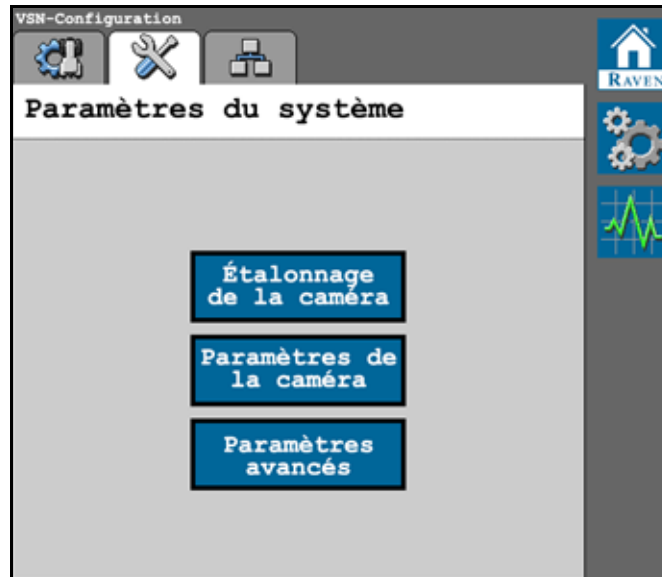 VSN-Configuration
RAVEN
Paramètres du système
Étalonnage
de la caméra
Paramètres de
la caméra
Paramètres
avancés